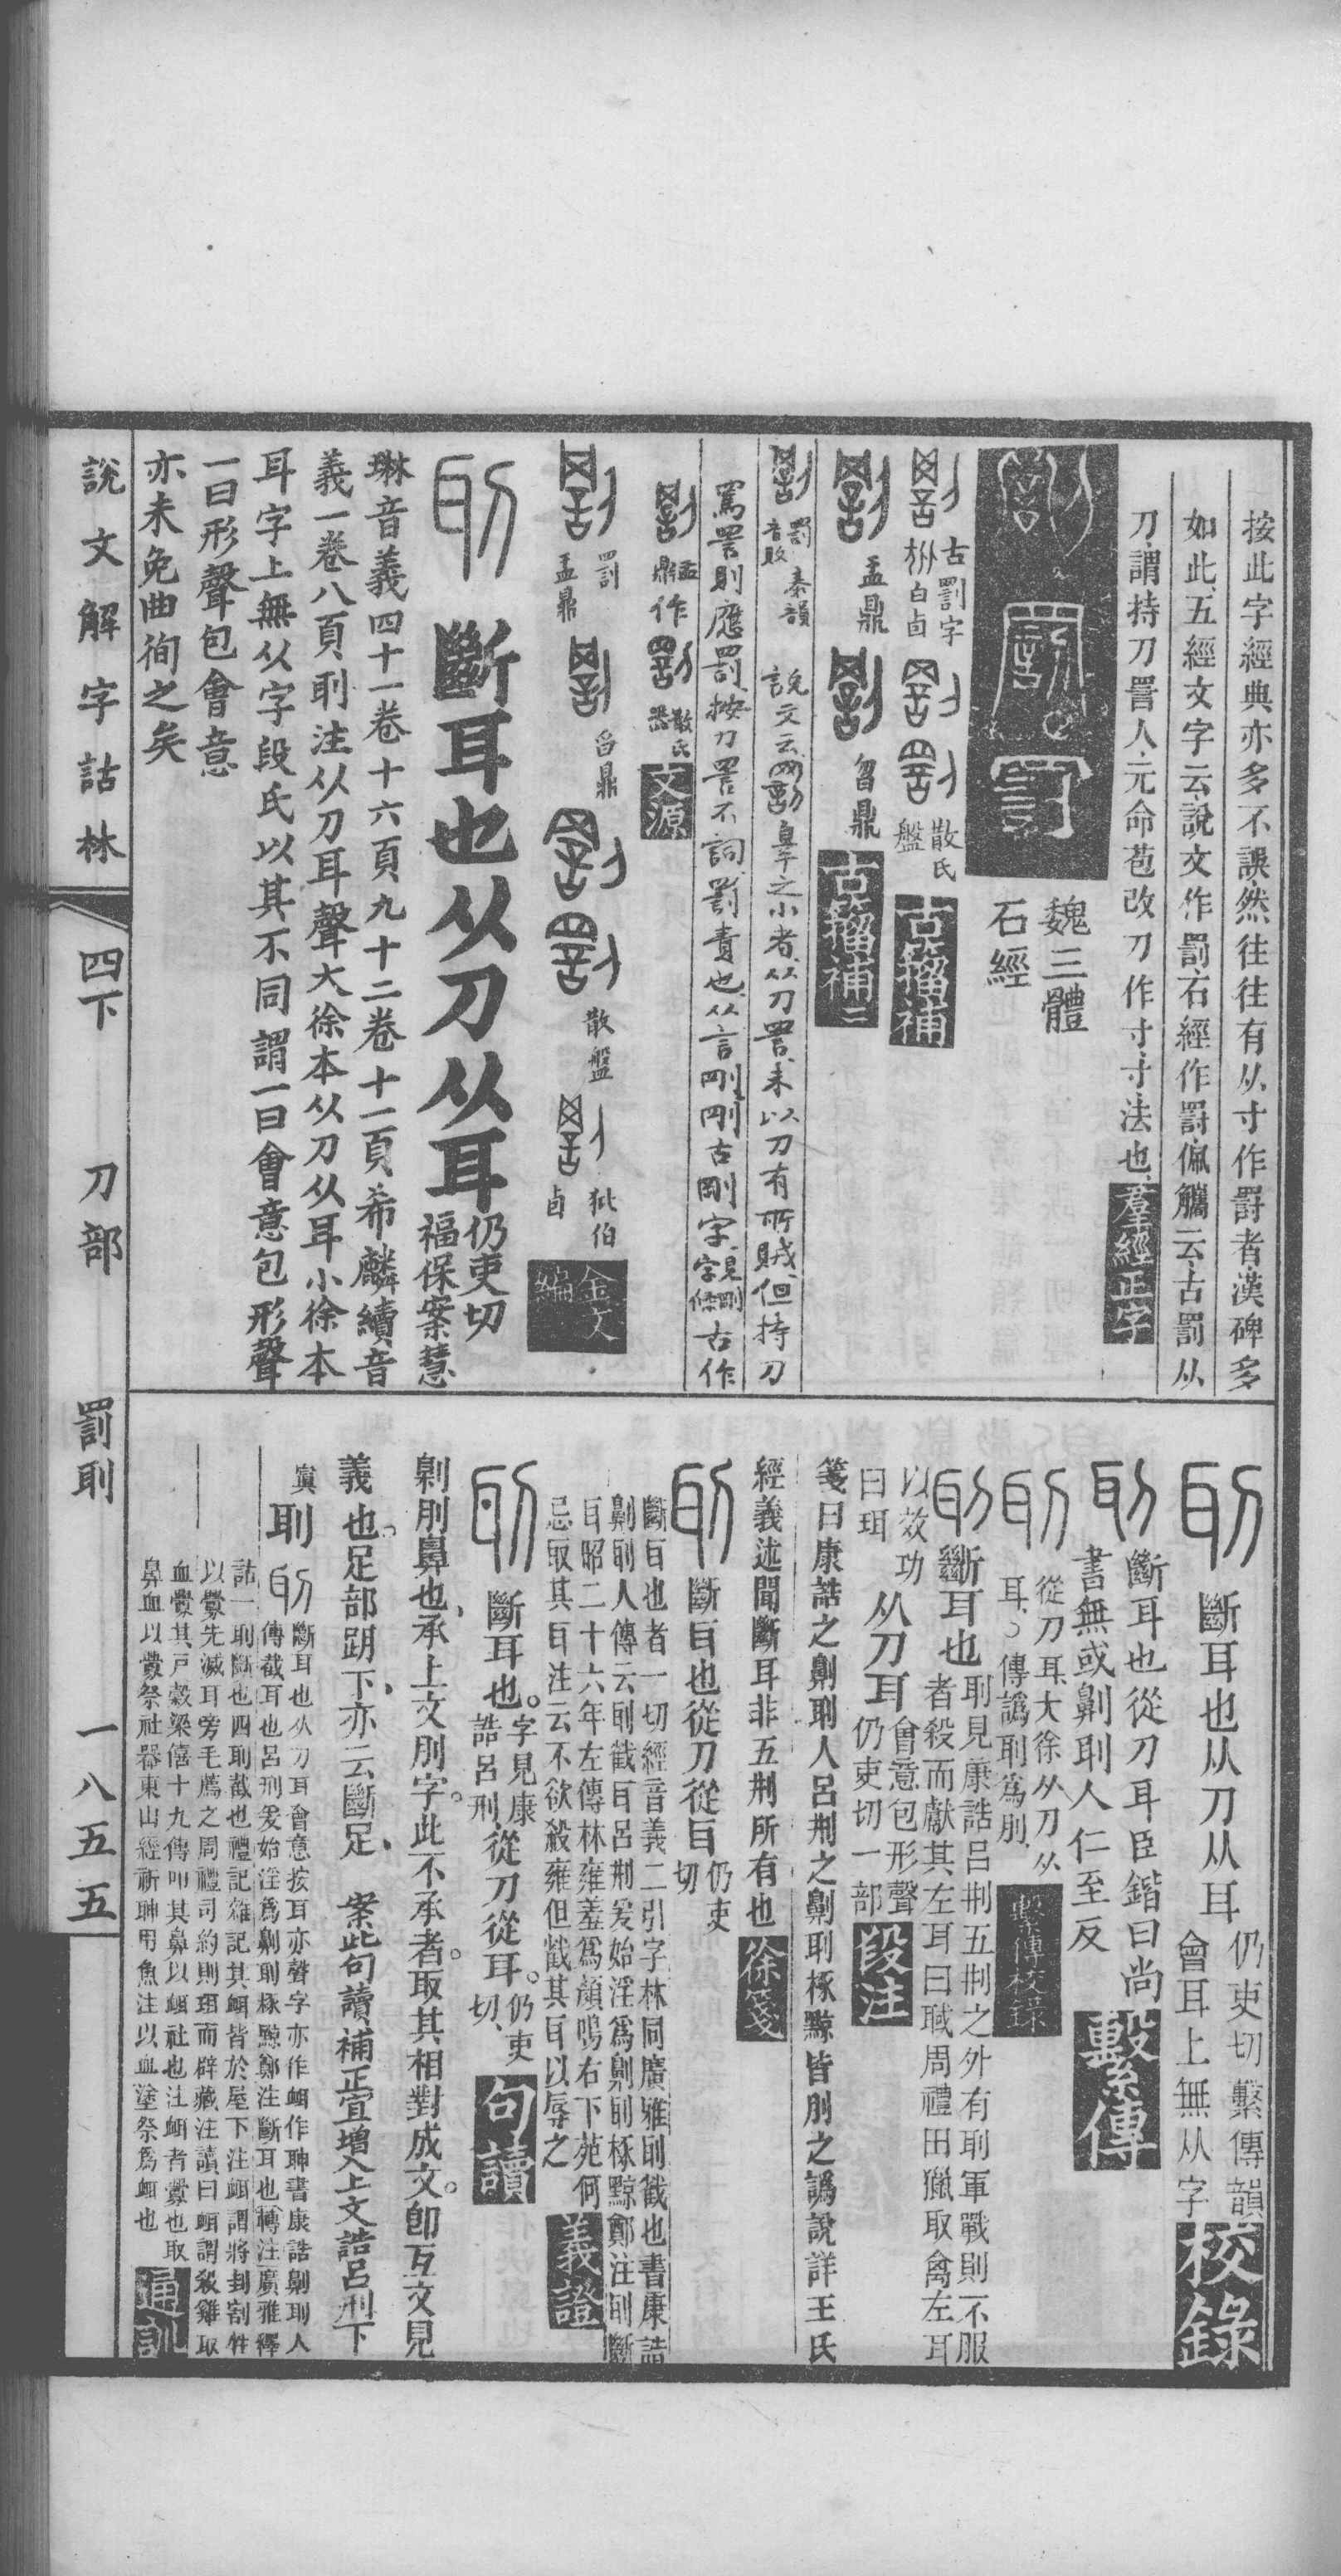 按此字經典亦多不誤然往往有从寸作罸者漢碑多
如此五經文字云說文作罰石經作罸佩觿云古罰从
刀謂持刀詈人元命苞改刀作寸寸法也羣經正字
魏三體
石經
古罰字
白卣
散氏
盤
古籀補
盂鼎
曶鼎
古籀補二
說文云辠之小者从刀詈未以刀有所賊但持刀
罵詈則應罰按刀詈不詞罰責也从言剛剛古剛字見剛字條古作
盂鼎作
散氏
文源
罰
盂鼎
曶鼎
散盤
狄伯
卣
金文
編
斷耳也从刀从耳
仍吏切
福保案慧
琳音義四十一卷十六頁九十二卷十一頁希麟續音
義一卷八頁刵注从刀耳聲大徐本从刀从耳小徐本
耳字上無从字段氏以其不同謂一曰會意包形聲
一曰形聲包會意
亦未免曲徇之矣
斷耳也从刀从耳
仍吏切繫傳韻
會耳上無从字
校錄
斷耳也從刀耳臣鍇曰尚
書無或劓刵人仁至反
繫傳
從刀耳大徐从刀从
耳傳譌刵爲刖
繫傳校錄
斷耳也
刵見康誥呂㓝五㓝之外有刵軍戰則不服
者殺而獻其左耳曰聝周禮田獵取禽左耳
以效功
曰珥
从刀耳
會意包形聲
仍吏切一部
段注
箋曰康誥之劓刵人呂㓝之劓刵椓黥皆刖之譌說詳王氏
經義述聞斷耳非五㓝所有也徐箋
斷耳也從刀從耳
仍吏
切
斷耳也者一切經音義二引字林同廣雅刵截也書康誥
劓刵人傳云刵截耳呂㓝爰始淫爲劓刵椓黥鄭注刵斷
耳昭二十六年左傳林雍羞爲顏鳴右下苑何
忌取其耳注云不欲殺雍但截其耳以辱之
義證
斷耳也。
字見康
誥呂刑
從刀從耳。
仍吏
切
句讀
劓刖鼻也承上文刖字。此不承者。取其相對成文。卽互文見
義也。足部跀下亦云斷足 案此句讀補正宜增入上文誥呂刑下
冀
刵
斷耳也从刀耳會意按耳亦聲字亦作衈作聏書康誥劓刵人
傳截耳也呂刑爰始淫爲劓刵椓黥鄭注斷耳也轉注廣雅釋
詁一刵斷也四刵截也禮記雜記其衈皆於屋下注衈謂將刲割牲
以釁先滅耳旁毛薦之周禮司約則珥而辟藏注讀曰衈謂殺雞取
血釁其戶穀梁僖十九傳叩其鼻以衈社也注衈者釁也取
鼻血以釁祭社器東山經祈聏用魚注以血塗祭爲衈也
通訓
說文解字詁林
四下
刀部
罰刵
一八五五